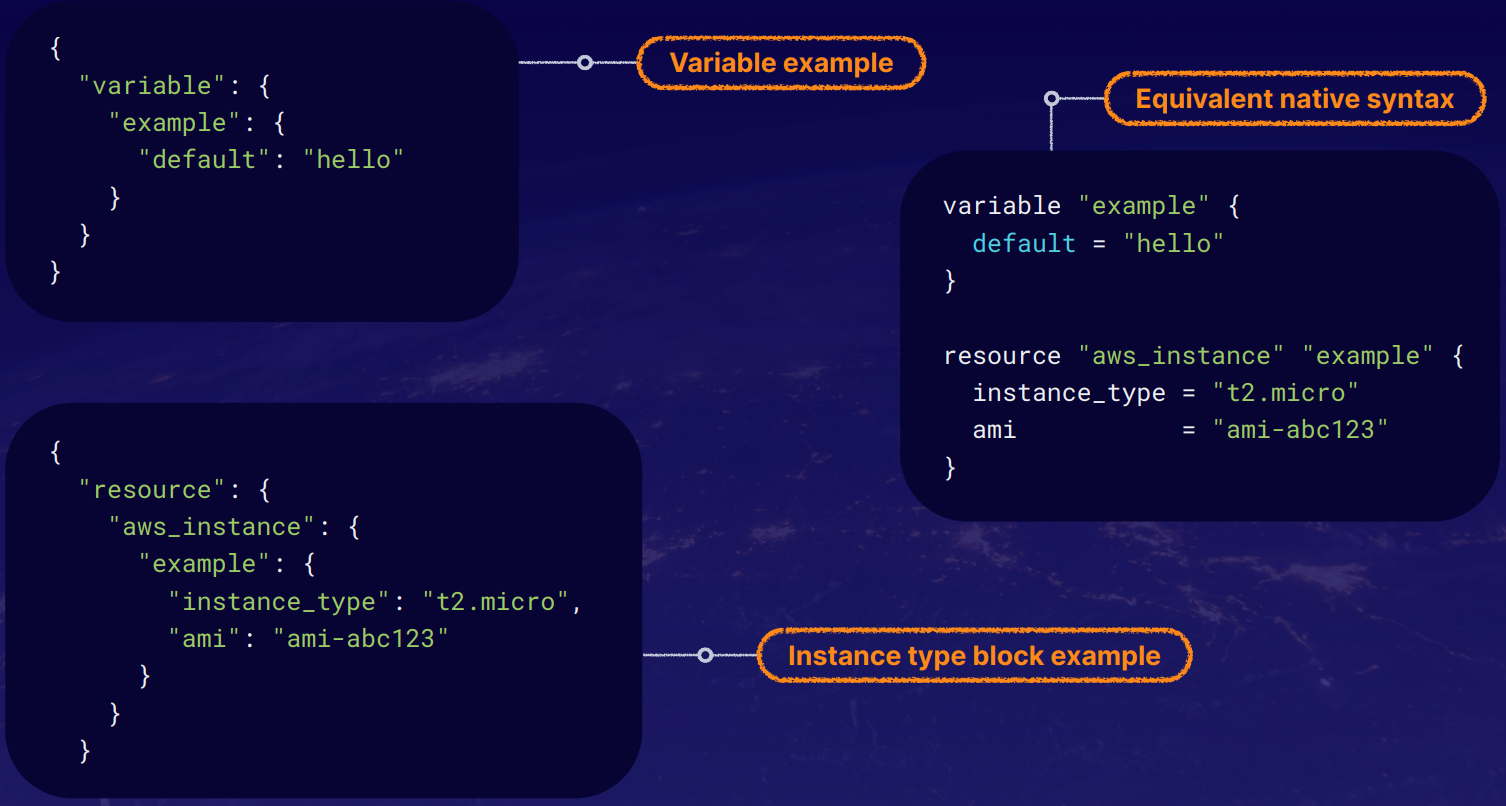 {
  "variable": {
    "example": {
      "default": "hello"
    }
  }
}
Variable example
Equivalent native syntax
variable "example" {
  default = "hello"
}
resource "aws_instance" "example" {
  instance_type = "t2.micro"
  ami           = "ami-abc123"
}
{
  "resource": {
    "aws_instance": {
      "example": {
        "instance_type": "t2.micro",
        "ami": "ami-abc123"
      }
    }
  }
Instance type block example